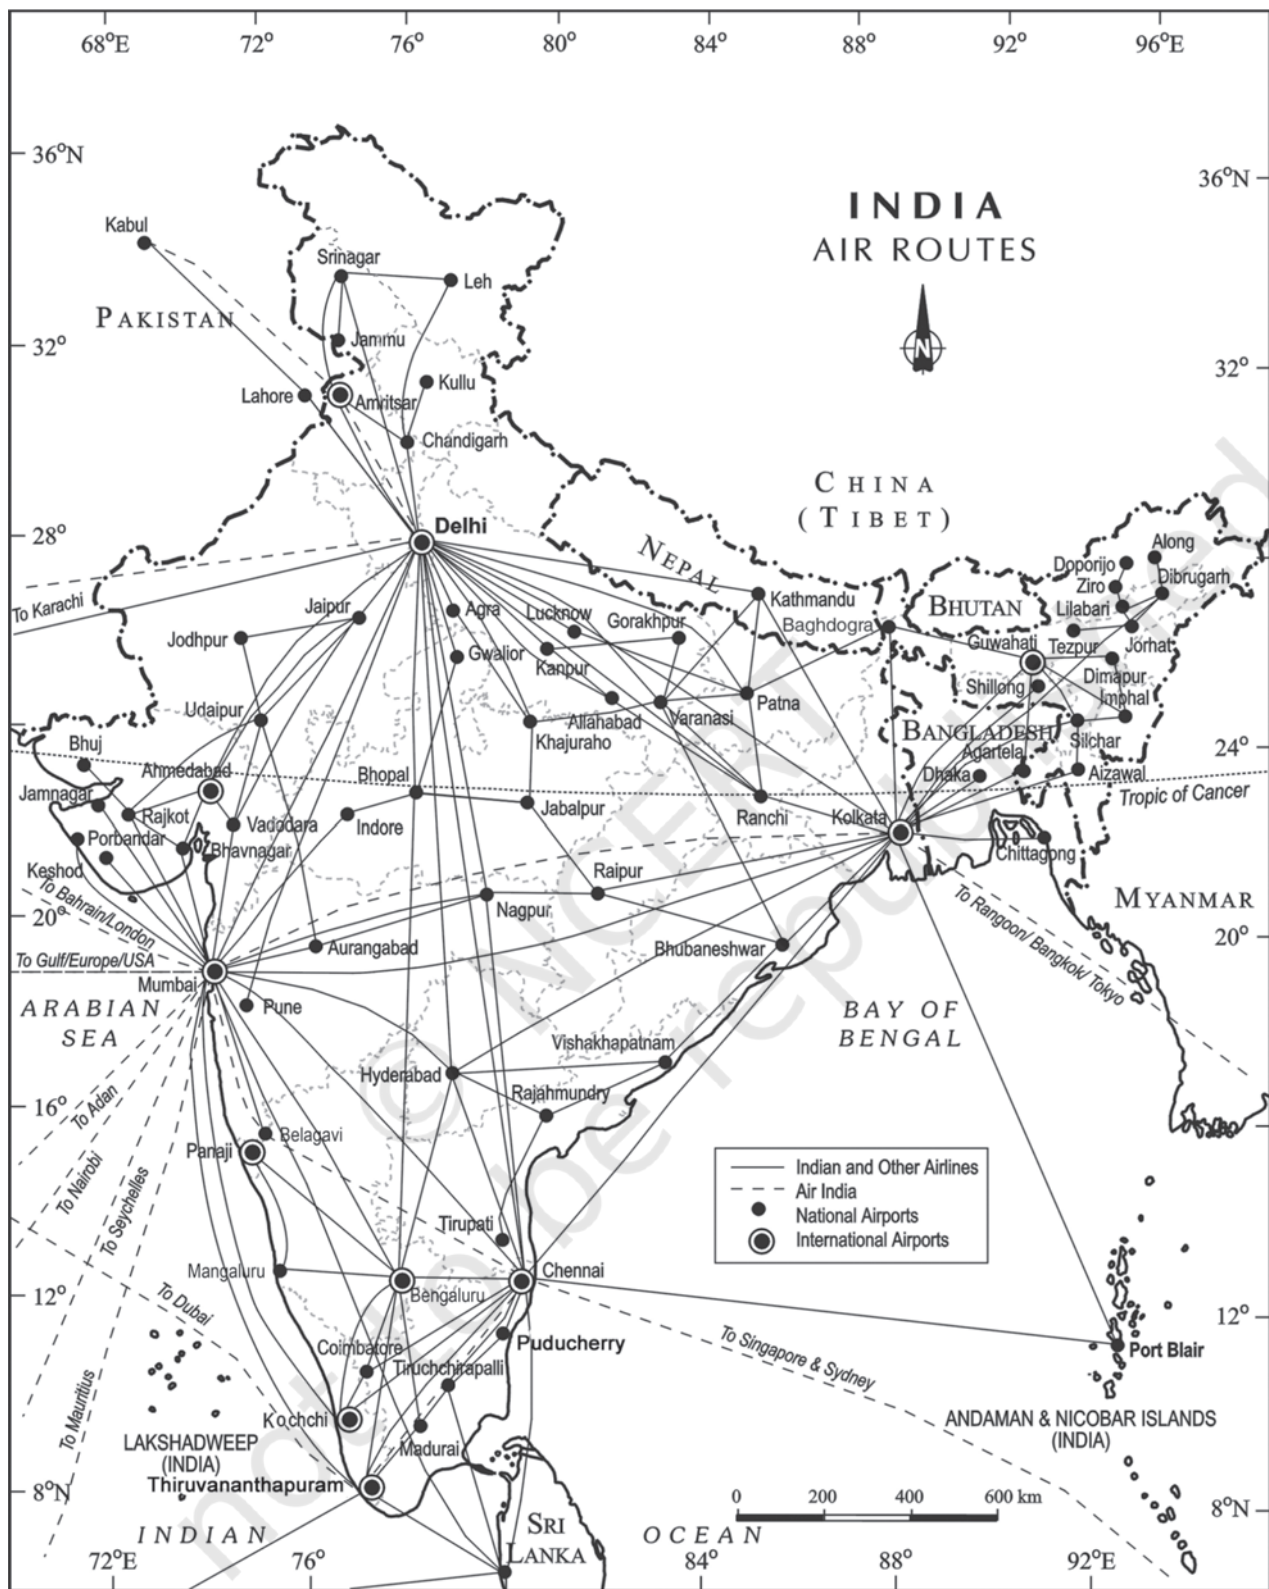 68°E 72° 76° 80° 84° 88° 92° 96°E
36°N
36°N
INDIA
AIR ROUTES
N
Kabul
Srinagar
Leh
PAKISTAN
Jammu
32°
32°
Kullu
Lahore
Amritsar
Chandigarh
CHINA
(TIBET)
28°
Delhi
NEPAL
Along
Doporijo
Ziro
Dibrugarh
To Karachi
Jaipur
Agra
Lucknow
Gorakhpur
Kathmandu
Baghdogra
BHUTAN
Lilabari
Jodhpur
Gwalior
Kanpur
Guwahati
Tezpur
Jorhat
Shillong
Dimapur
Imphal
Udaipur
Allahabad
Varanasi
Patna
Khajuraho
BANGLADESH
Silchar
24°
Bhuj
Ahmedabad
Bhopal
Agartela
Dhaka
Aizawal
Jamnagar
Rajkot
Vadodara
Indore
Jabalpur
Ranchi
Kolkata
Tropic of Cancer
Porbandar
Bhavnagar
Chittagong
Keshod
Raipur
To Bahrain/London
Nagpur
MYANMAR
20°
20°
To Rangoon/ Bangkok/ Tokyo
Aurangabad
Bhubaneshwar
To Gulf/Europe/USA
Mumbai
Pune
ARABIAN
SEA
BAY OF
BENGAL
Vishakhapatnam
Hyderabad
Rajahmundry
16°
To Adan
Belagavi
Panaji
To Nairobi
To Seychelles
Indian and Other Airlines
Air India
National Airports
International Airports
Tirupati
Mangaluru
Chennai
Bengaluru
12°
12°
To Dubai
Coimbatore
Puducherry
To Singapore & Sydney
Port Blair
Tiruchchirapalli
To Mauritius
Kochchi
Madurai
LAKSHADWEEP
(INDIA)
ANDAMAN & NICOBAR ISLANDS
(INDIA)
Thiruvananthapuram
8°N
8°N
0 200 400 600 km
INDIAN OCEAN
SRI
LANKA
72°E 76° 84° 88° 92°E
© NCERT
not to be republished